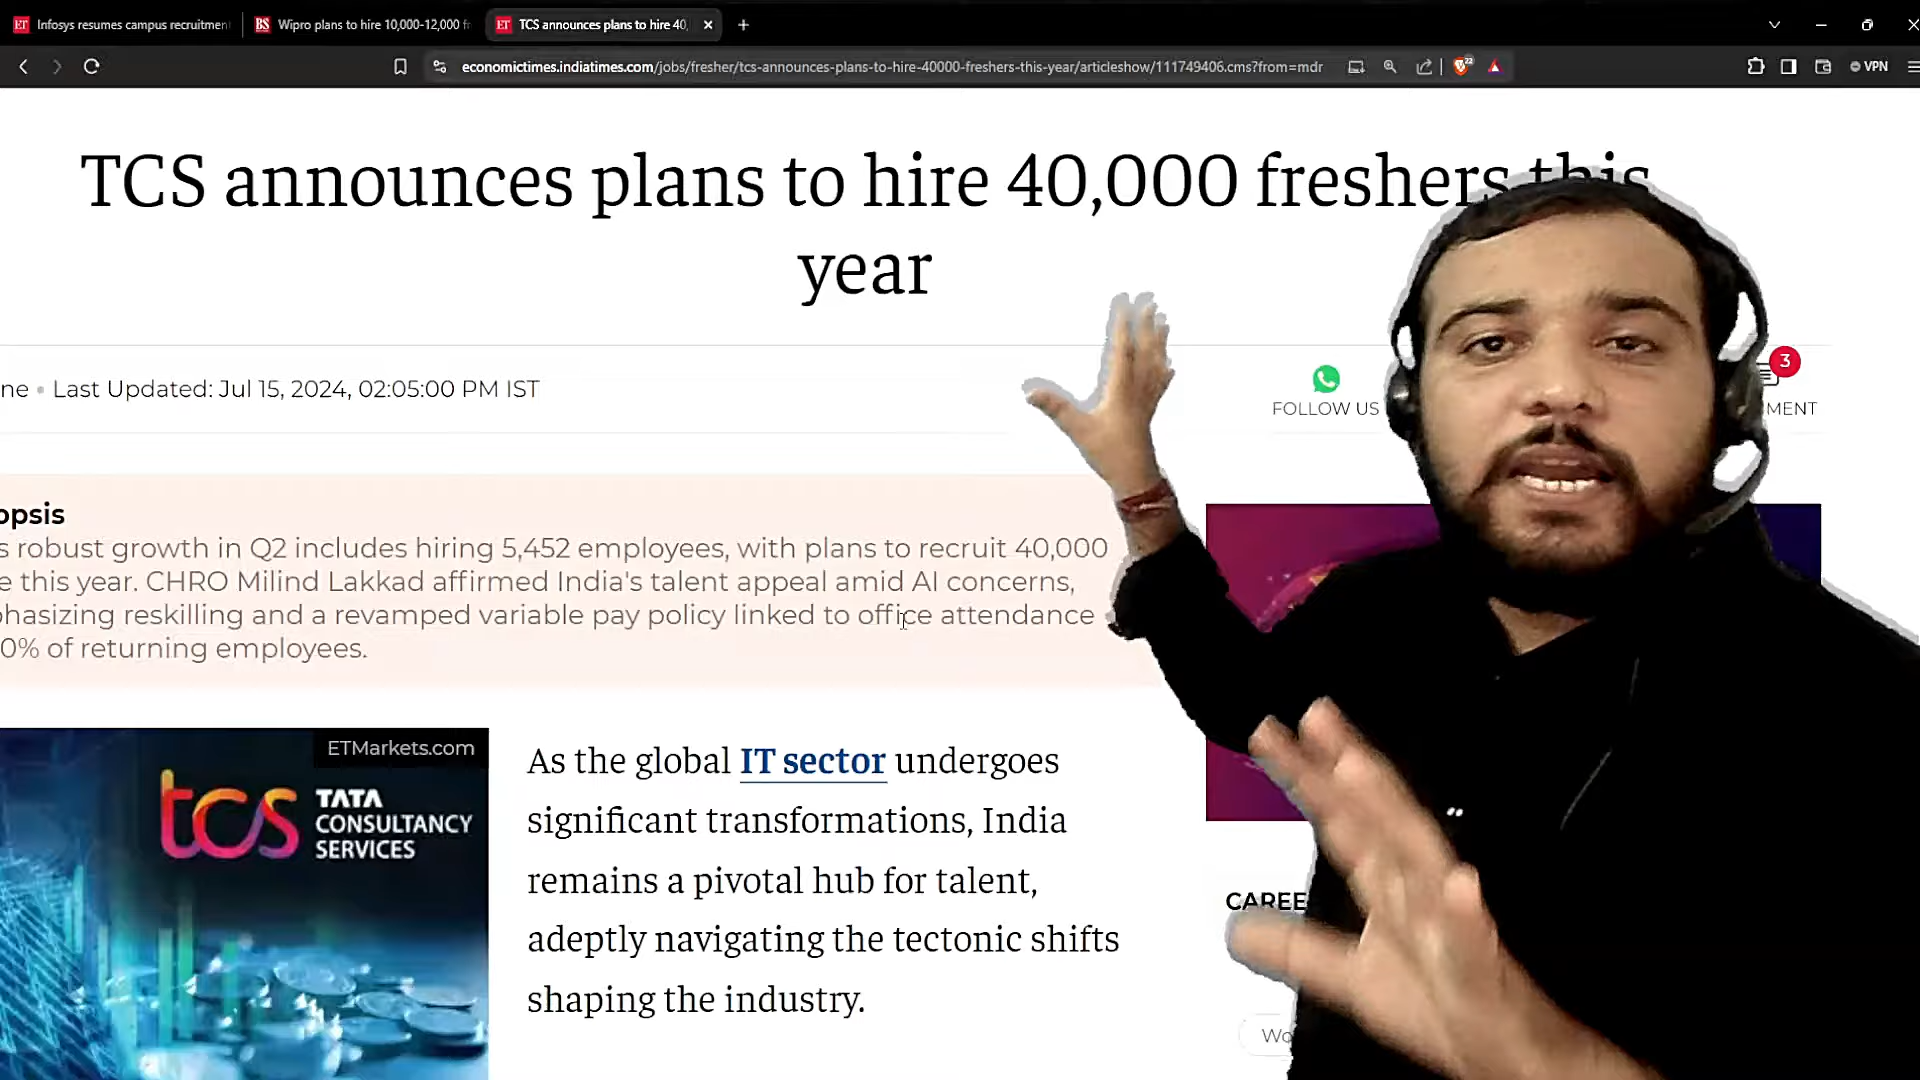 Infosys resumes campus recruitmen
Wipro plans to hire 10,000-12,000 f
TCS announces plans to hire 40,
economictimes.indiatimes.com/jobs/fresher/tcs-announces-plans-to-hire-40000-freshers-this-year/articleshow/111749406.cms?from=mdr
VPN
TCS announces plans to hire 40,000 freshers this
year
ne • Last Updated: Jul 15, 2024, 02:05:00 PM IST
FOLLOW US
3
MENT
opsis
s robust growth in Q2 includes hiring 5,452 employees, with plans to recruit 40,000
e this year. CHRO Milind Lakkad affirmed India's talent appeal amid AI concerns,
phasizing reskilling and a revamped variable pay policy linked to office attendance
0% of returning employees.
ETMarkets.com
tcs TATA
CONSULTANCY
SERVICES
As the global IT sector undergoes
significant transformations, India
remains a pivotal hub for talent,
adeptly navigating the tectonic shifts
shaping the industry.
CAREE
Wo